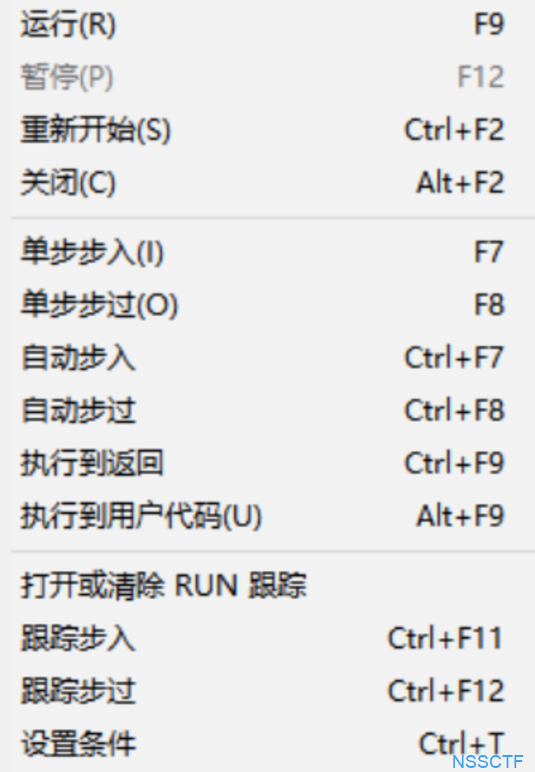 运行(R) F9
暂停(P) F12
重新开始(S) Ctrl+F2
关闭(C) Alt+F2
单步步入(I) F7
单步步过(O) F8
自动步入 Ctrl+F7
自动步过 Ctrl+F8
执行到返回 Ctrl+F9
执行到用户代码(U) Alt+F9
打开或清除 RUN 跟踪
跟踪步入 Ctrl+F11
跟踪步过 Ctrl+F12
设置条件 Ctrl+T
NSSCTF